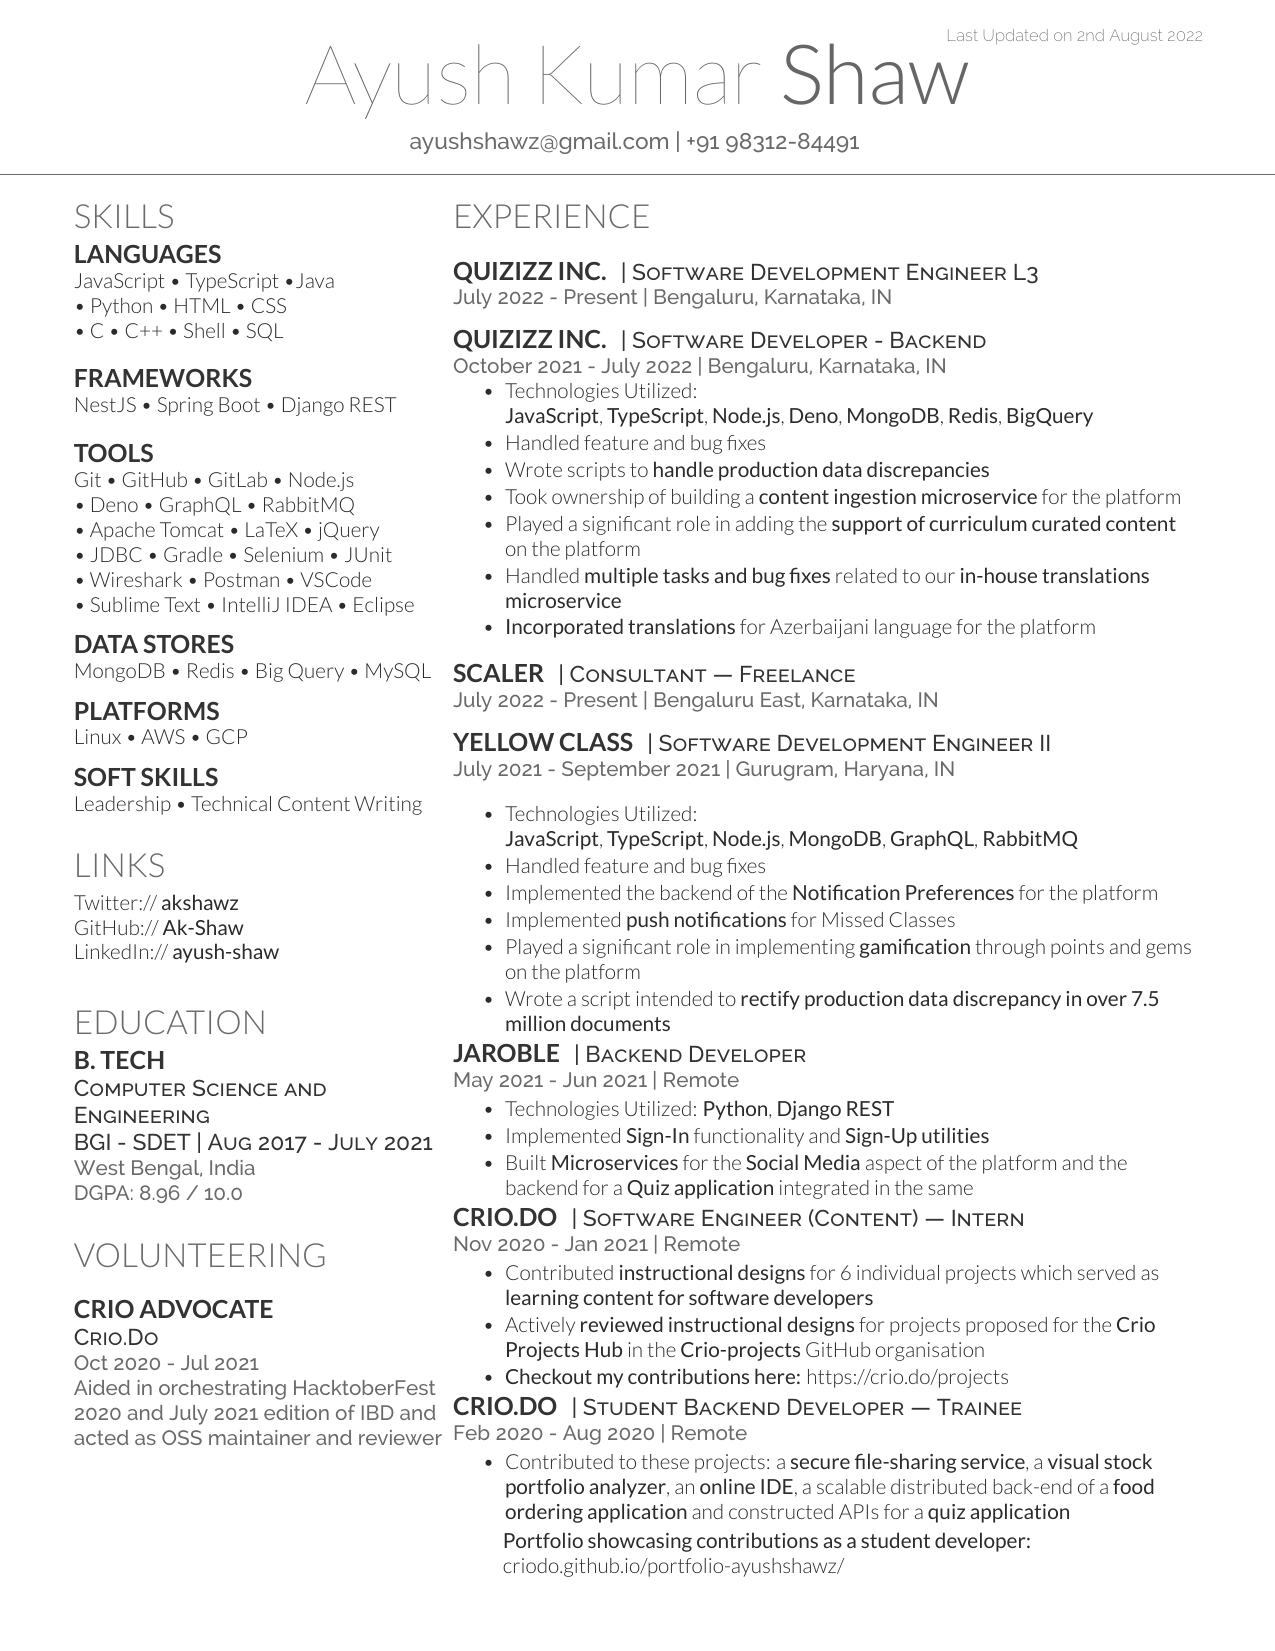 Last Updated on 2nd August 2022
Ayush Kumar Shaw
ayushshawz@gmail.com | +91 98312-84491
SKILLS
LANGUAGES
JavaScript • TypeScript •Java
• Python • HTML • CSS
• C • C++ • Shell • SQL
FRAMEWORKS
NestJS • Spring Boot • Django REST
TOOLS
Git • GitHub • GitLab • Node.js
• Deno • GraphQL • RabbitMQ
• Apache Tomcat • LaTeX • jQuery
• JDBC • Gradle • Selenium • JUnit
• Wireshark • Postman • VSCode
• Sublime Text • IntelliJ IDEA • Eclipse
DATA STORES
MongoDB • Redis • Big Query • MySQL
PLATFORMS
Linux • AWS • GCP
SOFT SKILLS
Leadership • Technical Content Writing
LINKS
Twitter:// akshawz
GitHub:// Ak-Shaw
LinkedIn:// ayush-shaw
EDUCATION
B. TECH
Computer Science and
Engineering
BGI - SDET | Aug 2017 - July 2021
West Bengal, India
DGPA: 8.96 / 10.0
VOLUNTEERING
CRIO ADVOCATE
Crio.Do
Oct 2020 - Jul 2021
Aided in orchestrating HacktoberFest
2020 and July 2021 edition of IBD and
acted as OSS maintainer and reviewer
EXPERIENCE
QUIZIZZ INC. | Software Development Engineer L3
July 2022 - Present | Bengaluru, Karnataka, IN
QUIZIZZ INC. | Software Developer - Backend
October 2021 - July 2022 | Bengaluru, Karnataka, IN
• Technologies Utilized:
JavaScript, TypeScript, Node.js, Deno, MongoDB, Redis, BigQuery
• Handled feature and bug fixes
• Wrote scripts to handle production data discrepancies
• Took ownership of building a content ingestion microservice for the platform
• Played a significant role in adding the support of curriculum curated content
on the platform
• Handled multiple tasks and bug fixes related to our in-house translations
microservice
• Incorporated translations for Azerbaijani language for the platform
SCALER | Consultant — Freelance
July 2022 - Present | Bengaluru East, Karnataka, IN
YELLOW CLASS | Software Development Engineer II
July 2021 - September 2021 | Gurugram, Haryana, IN
• Technologies Utilized:
JavaScript, TypeScript, Node.js, MongoDB, GraphQL, RabbitMQ
• Handled feature and bug fixes
• Implemented the backend of the Notification Preferences for the platform
• Implemented push notifications for Missed Classes
• Played a significant role in implementing gamification through points and gems
on the platform
• Wrote a script intended to rectify production data discrepancy in over 7.5
million documents
JAROBLE | Backend Developer
May 2021 - Jun 2021 | Remote
• Technologies Utilized: Python, Django REST
• Implemented Sign-In functionality and Sign-Up utilities
• Built Microservices for the Social Media aspect of the platform and the
backend for a Quiz application integrated in the same
CRIO.DO | Software Engineer (Content) — Intern
Nov 2020 - Jan 2021 | Remote
• Contributed instructional designs for 6 individual projects which served as
learning content for software developers
• Actively reviewed instructional designs for projects proposed for the Crio
Projects Hub in the Crio-projects GitHub organisation
• Checkout my contributions here: https://crio.do/projects
CRIO.DO | Student Backend Developer — Trainee
Feb 2020 - Aug 2020 | Remote
• Contributed to these projects: a secure file-sharing service, a visual stock
portfolio analyzer, an online IDE, a scalable distributed back-end of a food
ordering application and constructed APIs for a quiz application
Portfolio showcasing contributions as a student developer:
criodo.github.io/portfolio-ayushshawz/